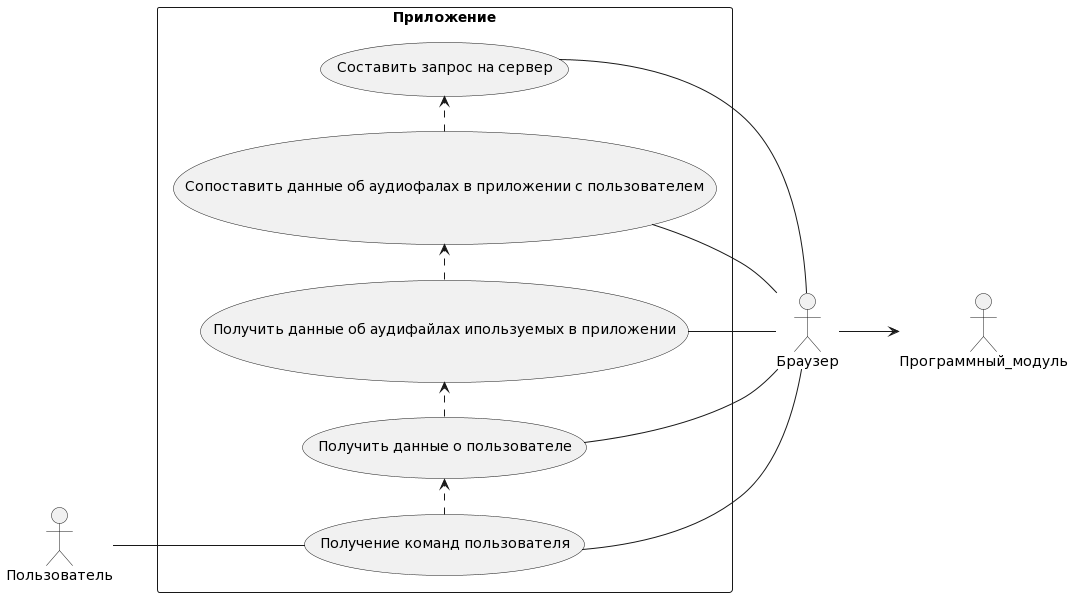 Приложение
Составить запрос на сервер
Сопоставить данные об аудиофалах в приложении с пользователем
Получить данные об аудифайлах ипользуемых в приложении
Браузер
Программный_модуль
Получить данные о пользователе
Получение команд пользователя
Пользователь